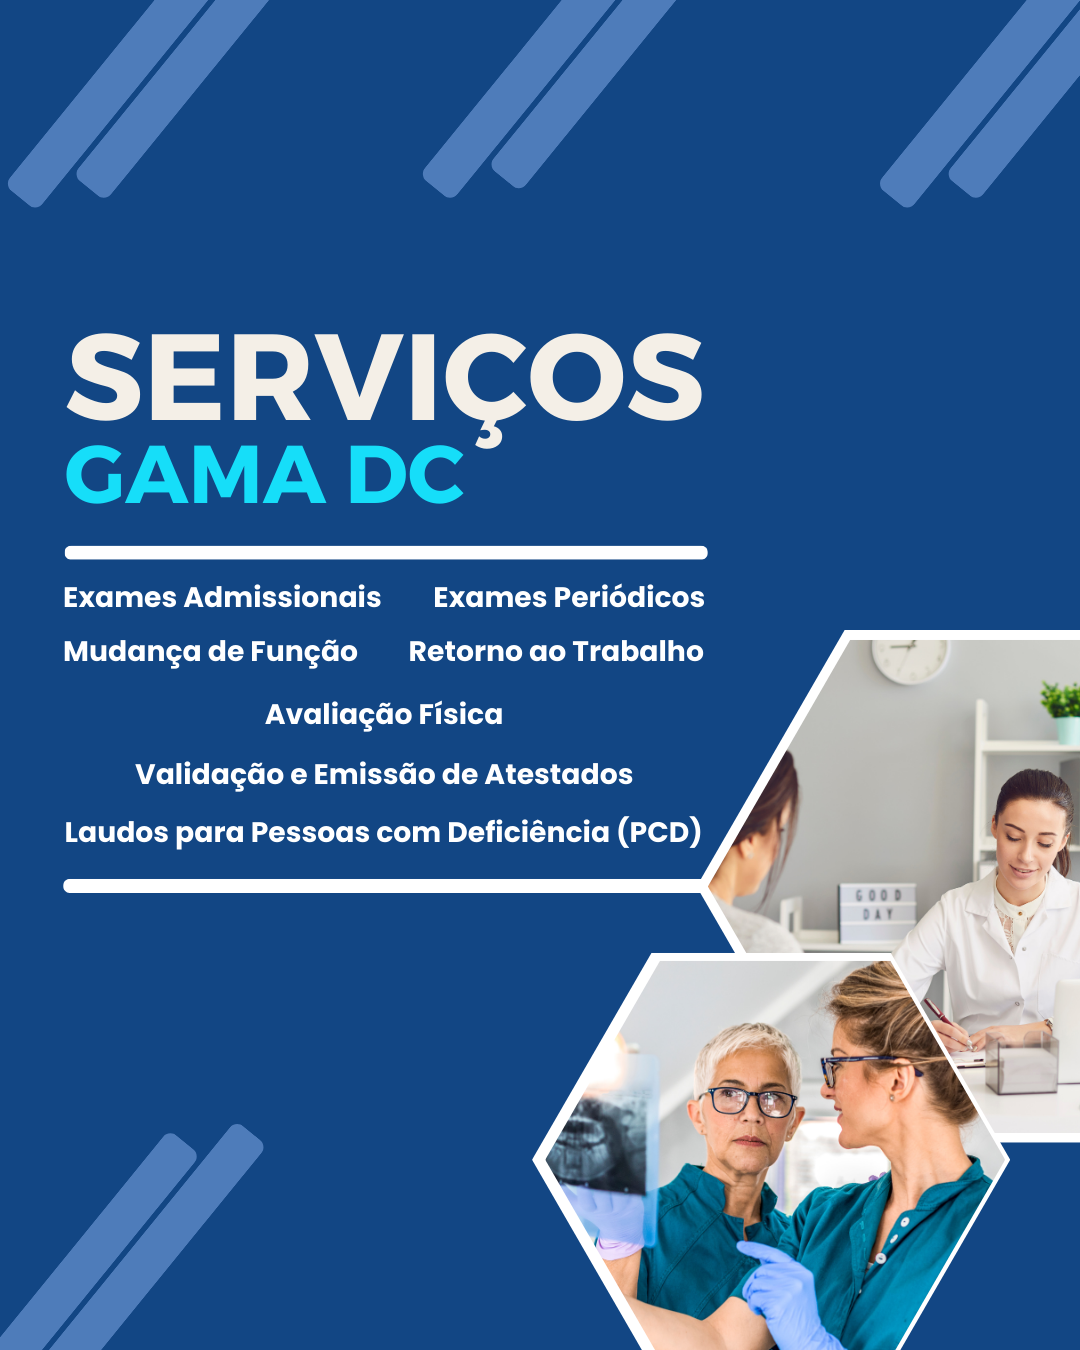 SERVIÇOS
GAMA DC
Exames Admissionais Exames Periódicos
Mudança de Função Retorno ao Trabalho
Avaliação Física
Validação e Emissão de Atestados
Laudos para Pessoas com Deficiência (PCD)
GOOD
DAY